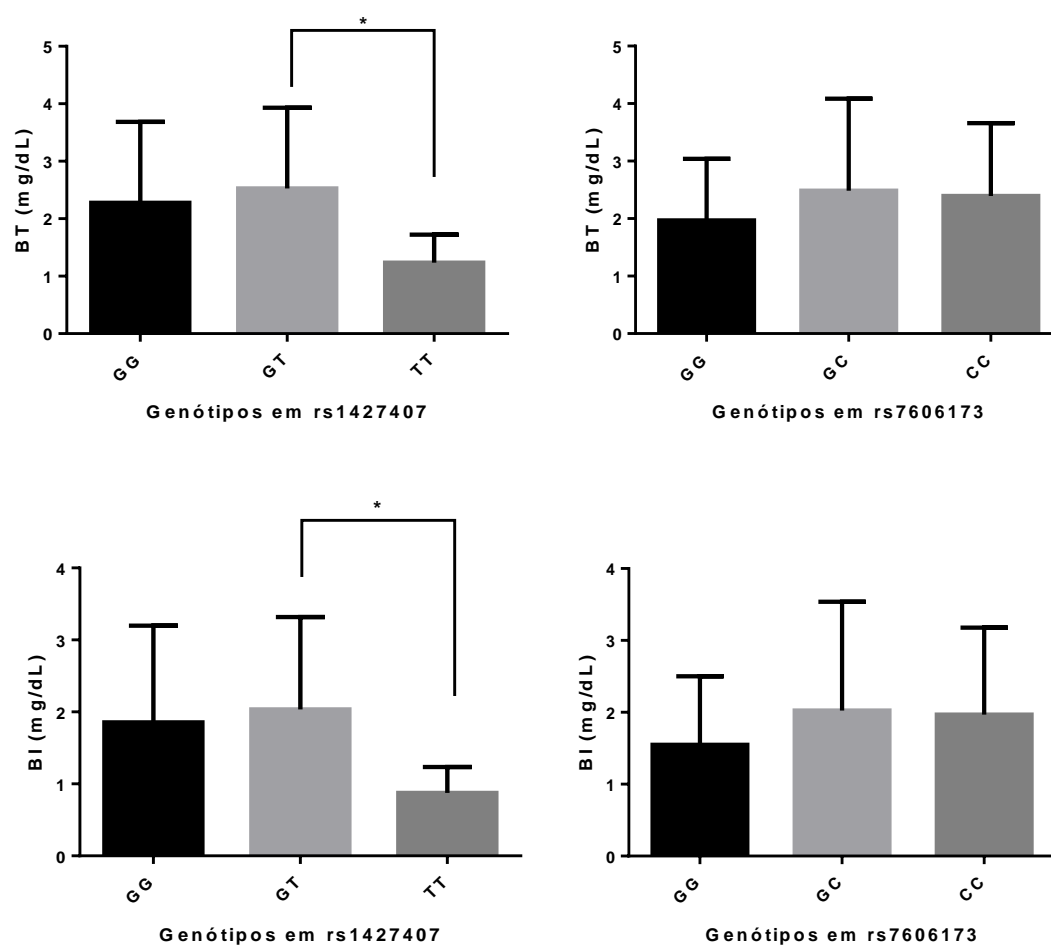 *
BT (mg/dL)
5
4
3
2
1
0
GG
GT
TT
Genótipos em rs1427407
BT (mg/dL)
5
4
3
2
1
0
GG
GC
CC
Genótipos em rs7606173
*
BI (mg/dL)
4
3
2
1
0
GG
GT
TT
Genótipos em rs1427407
BI (mg/dL)
4
3
2
1
0
GG
GC
CC
Genótipos em rs7606173